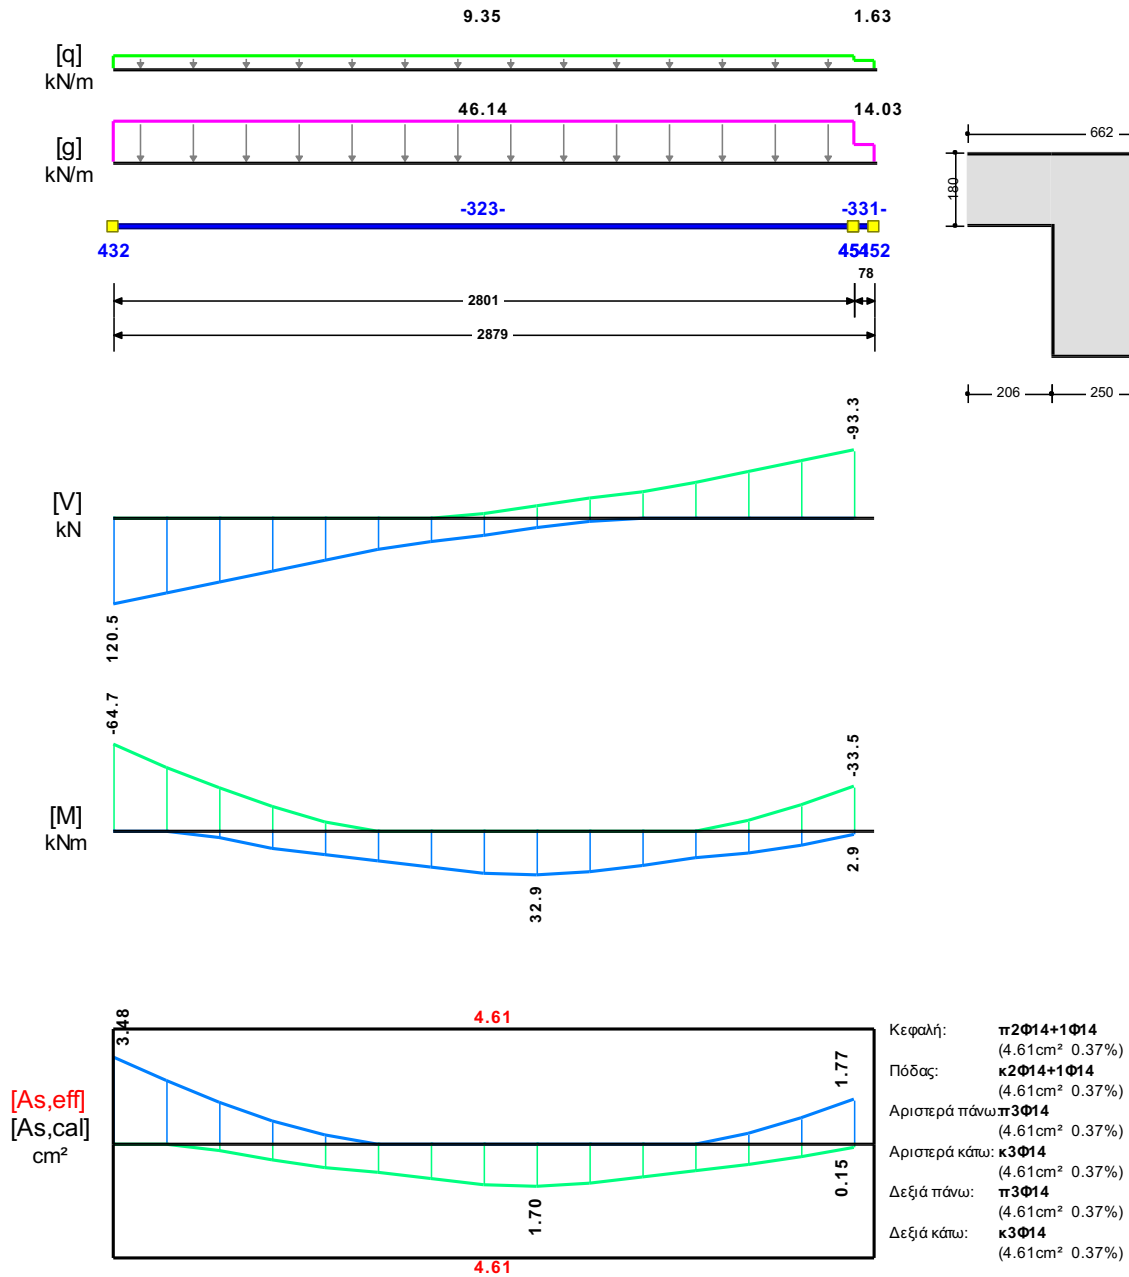 9.35 1.63
[q]
kN/m
46.14 14.03
[g]
kN/m
662
180
-323- -331-
432 452
78
2801
2879
206 250
-93.3
[V]
kN
120.5
-64.7
-33.5
[M]
kNm
32.9
2.9
4.61
3.48
1.77
[As,eff]
[As,cal]
cm²
1.70
0.15
4.61
Κεφαλή: π2Φ14+1Φ14
(4.61cm² 0.37%)
Πόδας: κ2Φ14+1Φ14
(4.61cm² 0.37%)
Αριστερά πάνω: π3Φ14
(4.61cm² 0.37%)
Αριστερά κάτω: κ3Φ14
(4.61cm² 0.37%)
Δεξιά πάνω: π3Φ14
(4.61cm² 0.37%)
Δεξιά κάτω: κ3Φ14
(4.61cm² 0.37%)